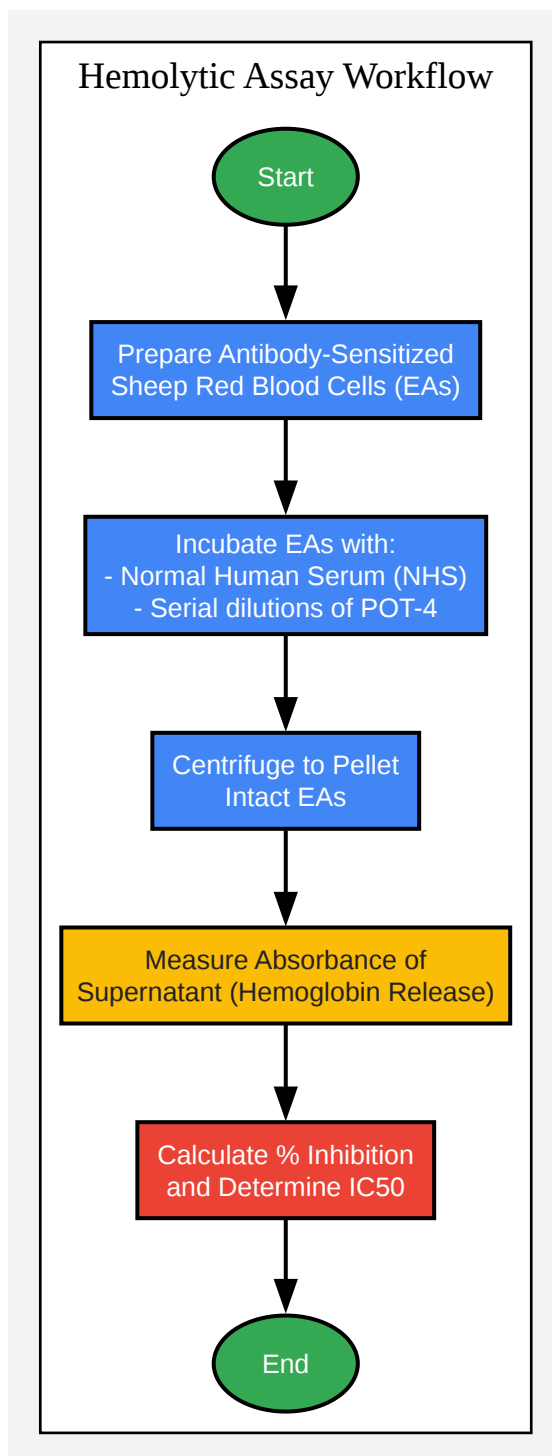 Hemolytic Assay Workflow
Start
Prepare Antibody-Sensitized
Sheep Red Blood Cells (EAs)
Incubate EAs with:
- Normal Human Serum (NHS)
- Serial dilutions of POT-4
Centrifuge to Pellet
Intact EAs
Measure Absorbance of
Supernatant (Hemoglobin Release)
Calculate % Inhibition
and Determine IC50
End